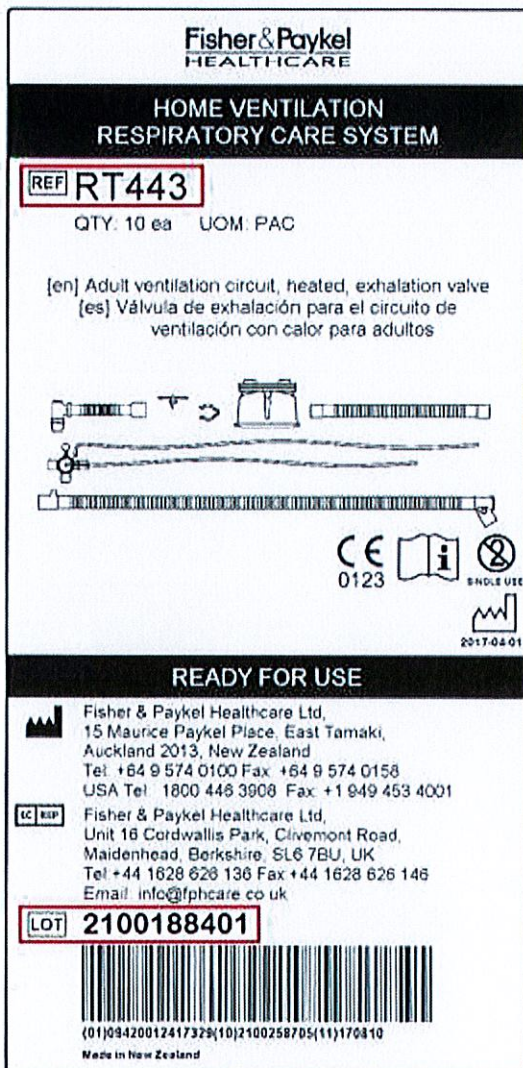 Fisher & Paykel
HEALTHCARE
HOME VENTILATION
RESPIRATORY CARE SYSTEM
REF RT443
QTY: 10 ea UOM: PAC
[en] Adult ventilation circuit, heated, exhalation valve
[es] Válvula de exhalación para el circuito de
ventilación con calor para adultos
CE
0123
i
2
SINGLE USE
2017-04-01
READY FOR USE
Fisher & Paykel Healthcare Ltd,
15 Maurice Paykel Place, East Tamaki,
Auckland 2013, New Zealand
Tel: +64 9 574 0100 Fax: +64 9 574 0158
USA Tel: 1800 446 3908 Fax: +1 949 453 4001
EC REP
Fisher & Paykel Healthcare Ltd,
Unit 16 Cordwallis Park, Clivemont Road,
Maidenhead, Berkshire, SL6 7BU, UK
Tel: +44 1628 626 136 Fax +44 1628 626 146
Email: info@fphcare.co.uk
LOT 2100188401
(01)09420012417329(10)2100258705(11)170810
Made in New Zealand